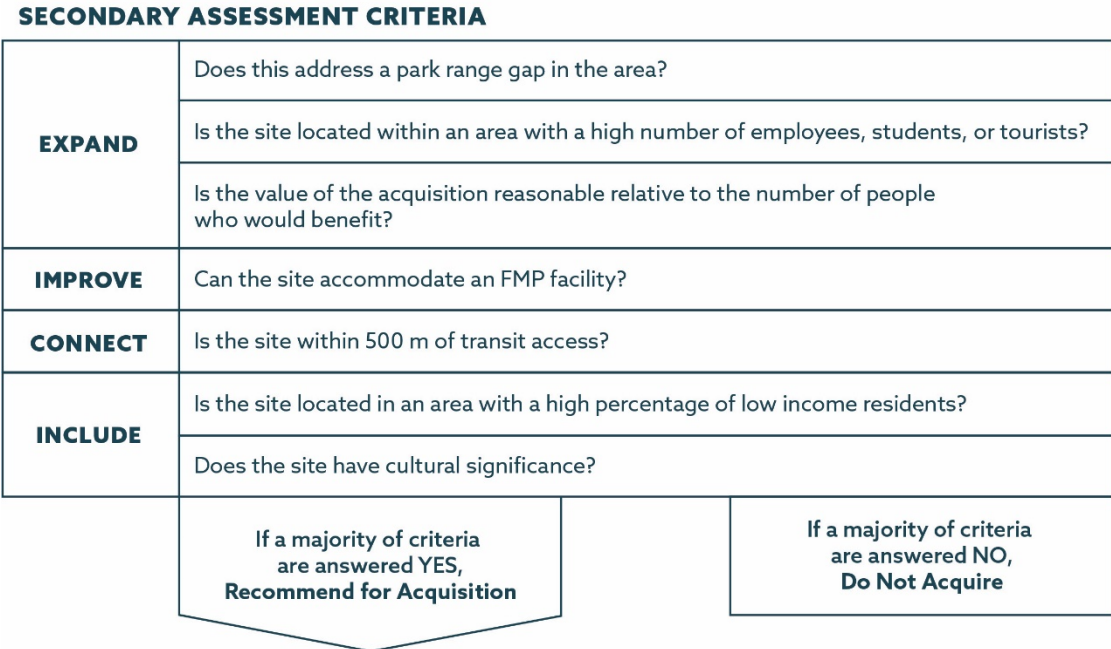 SECONDARY ASSESSMENT CRITERIA
EXPAND
Does this address a park range gap in the area?
Is the site located within an area with a high number of employees, students, or tourists?
Is the value of the acquisition reasonable relative to the number of people
who would benefit?
IMPROVE
Can the site accommodate an FMP facility?
CONNECT
Is the site within 500 m of transit access?
INCLUDE
Is the site located in an area with a high percentage of low income residents?
Does the site have cultural significance?
If a majority of criteria
are answered YES,
Recommend for Acquisition
If a majority of criteria
are answered NO,
Do Not Acquire